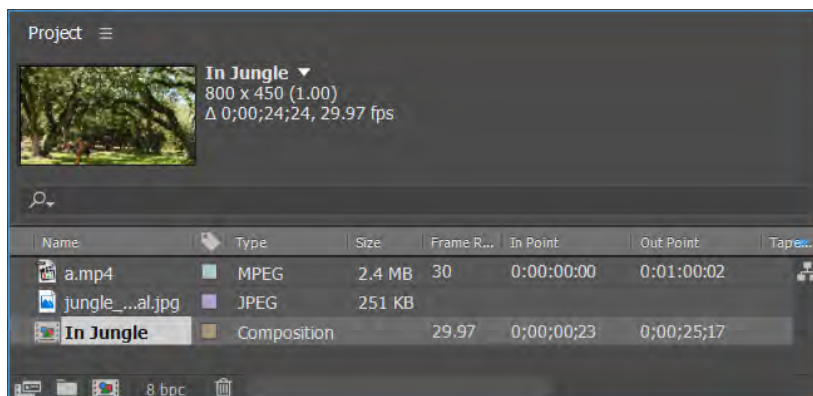 Project
In Jungle
800 x 450 (1.00)
Δ 0;00;24;24, 29.97 fps
Name Type Size Frame R... In Point Out Point Tape...
a.mp4 MPEG 2.4 MB 30 0:00:00:00 0:01:00:02
jungle_...al.jpg JPEG 251 KB
In Jungle Composition 29.97 0;00;00;23 0;00;25;17
8 bpc